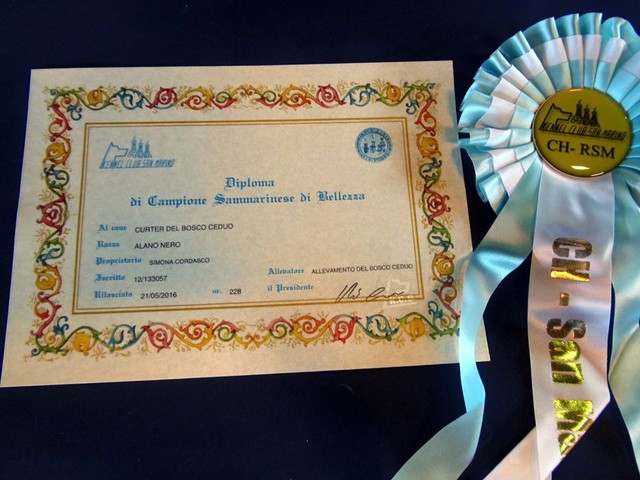 KENNEL CLUB SAN MARINO
Diploma
di Campione Sammarinese di Bellezza
Al cane CURTER DEL BOSCO CEDUO
Razza ALANO NERO
Proprietario SIMONA CORDASCO
Iscritto 12/133057
Allevatore ALLEVAMENTO DEL BOSCO CEDUO
Rilasciato 21/05/2016 nr. 228
il Presidente
KENNEL CLUB SAN MARINO
CH- RSM
CH - San Ma